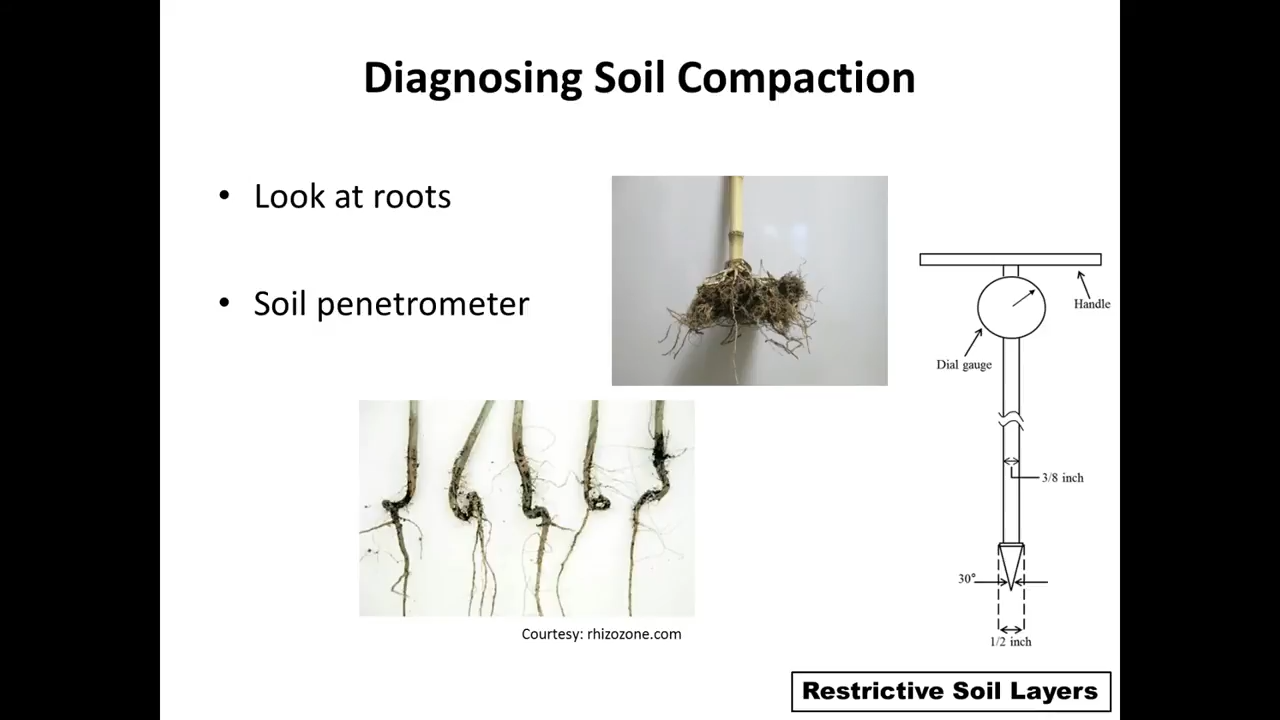 Diagnosing Soil Compaction
• Look at roots
• Soil penetrometer
Handle
Dial gauge
3/8 inch
30°
1/2 inch
Courtesy: rhizozone.com
Restrictive Soil Layers